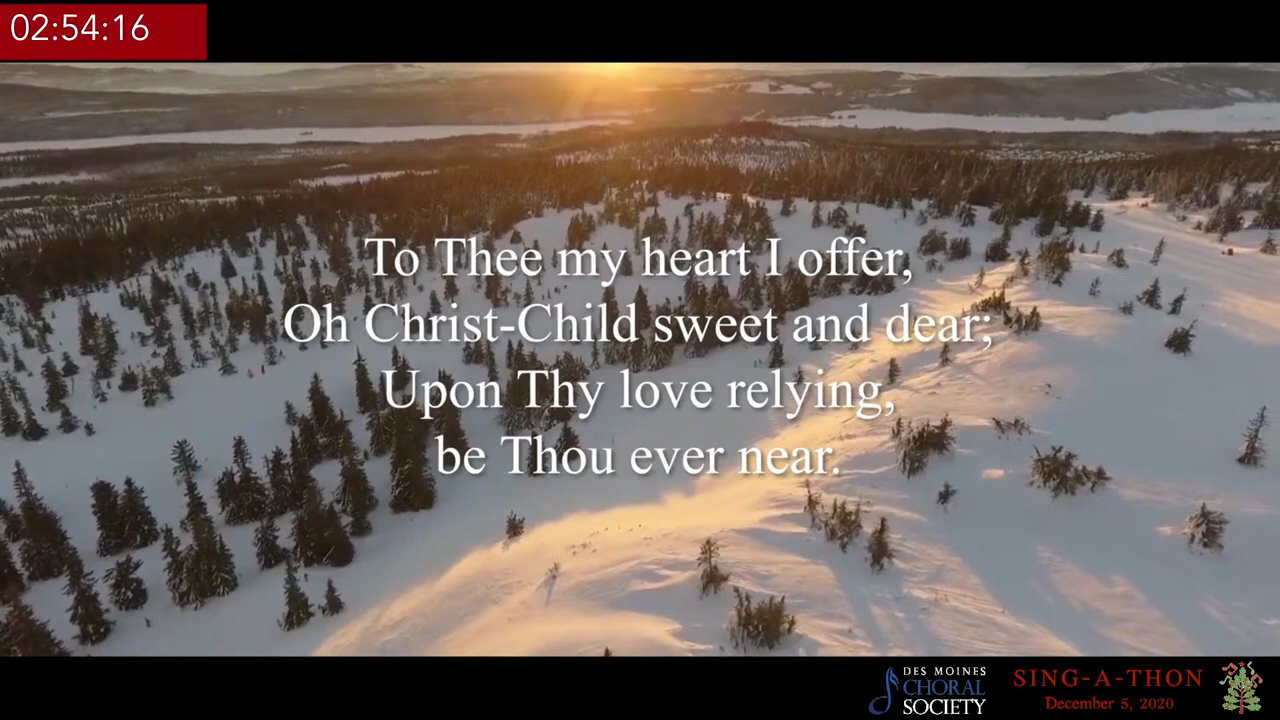 02:54:16
To Thee my heart I offer,
Oh Christ-Child sweet and dear;
Upon Thy love relying,
be Thou ever near.
DES MOINES
CHORAL
SOCIETY
SING-A-THON
December 5, 2020